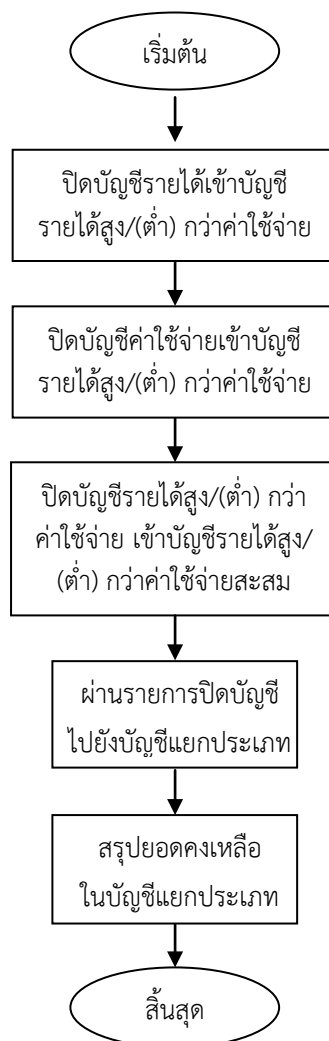 เริ่มต้น
ปิดบัญชีรายได้เข้าบัญชี
รายได้สูง/(ต่ำ) กว่าค่าใช้จ่าย
ปิดบัญชีค่าใช้จ่ายเข้าบัญชี
รายได้สูง/(ต่ำ) กว่าค่าใช้จ่าย
ปิดบัญชีรายได้สูง/(ต่ำ) กว่า
ค่าใช้จ่าย เข้าบัญชีรายได้สูง/
(ต่ำ) กว่าค่าใช้จ่ายสะสม
ผ่านรายการปิดบัญชี
ไปยังบัญชีแยกประเภท
สรุปยอดคงเหลือ
ในบัญชีแยกประเภท
สิ้นสุด